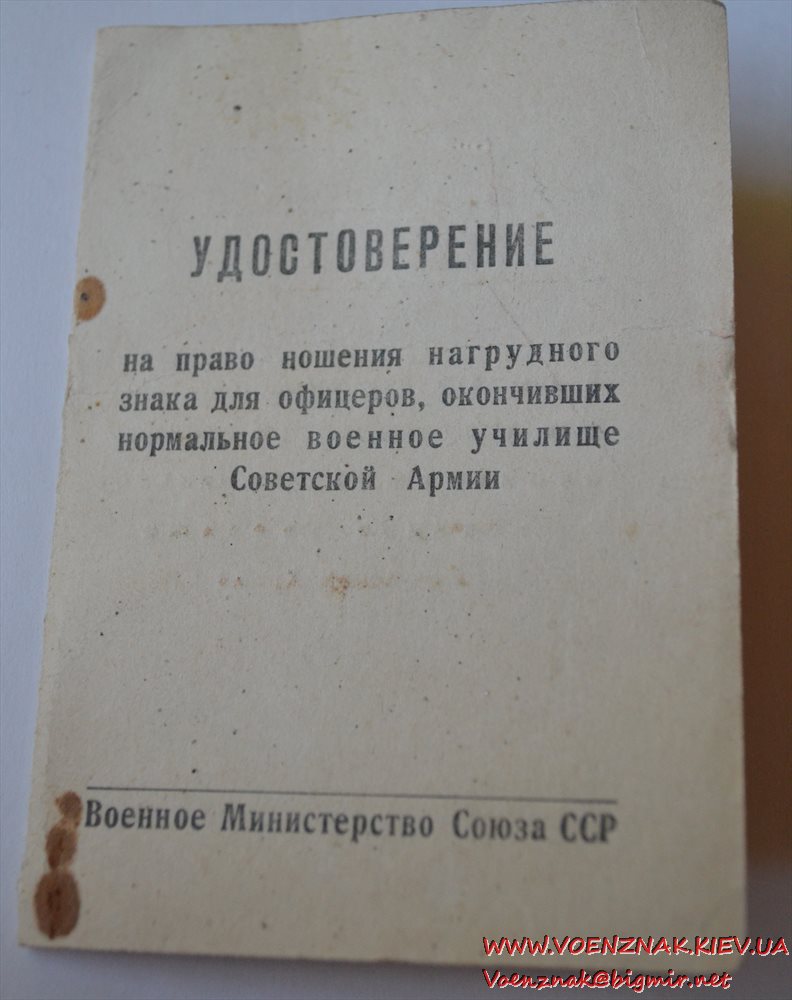 УДОСТОВЕРЕНИЕ
на право ношения нагрудного
знака для офицеров, окончивших
нормальное военное училище
Советской Армии
Военное Министерство Союза ССР
WWW.VOENZNAK.KIEV.UA
Voenznak@bigmir.net